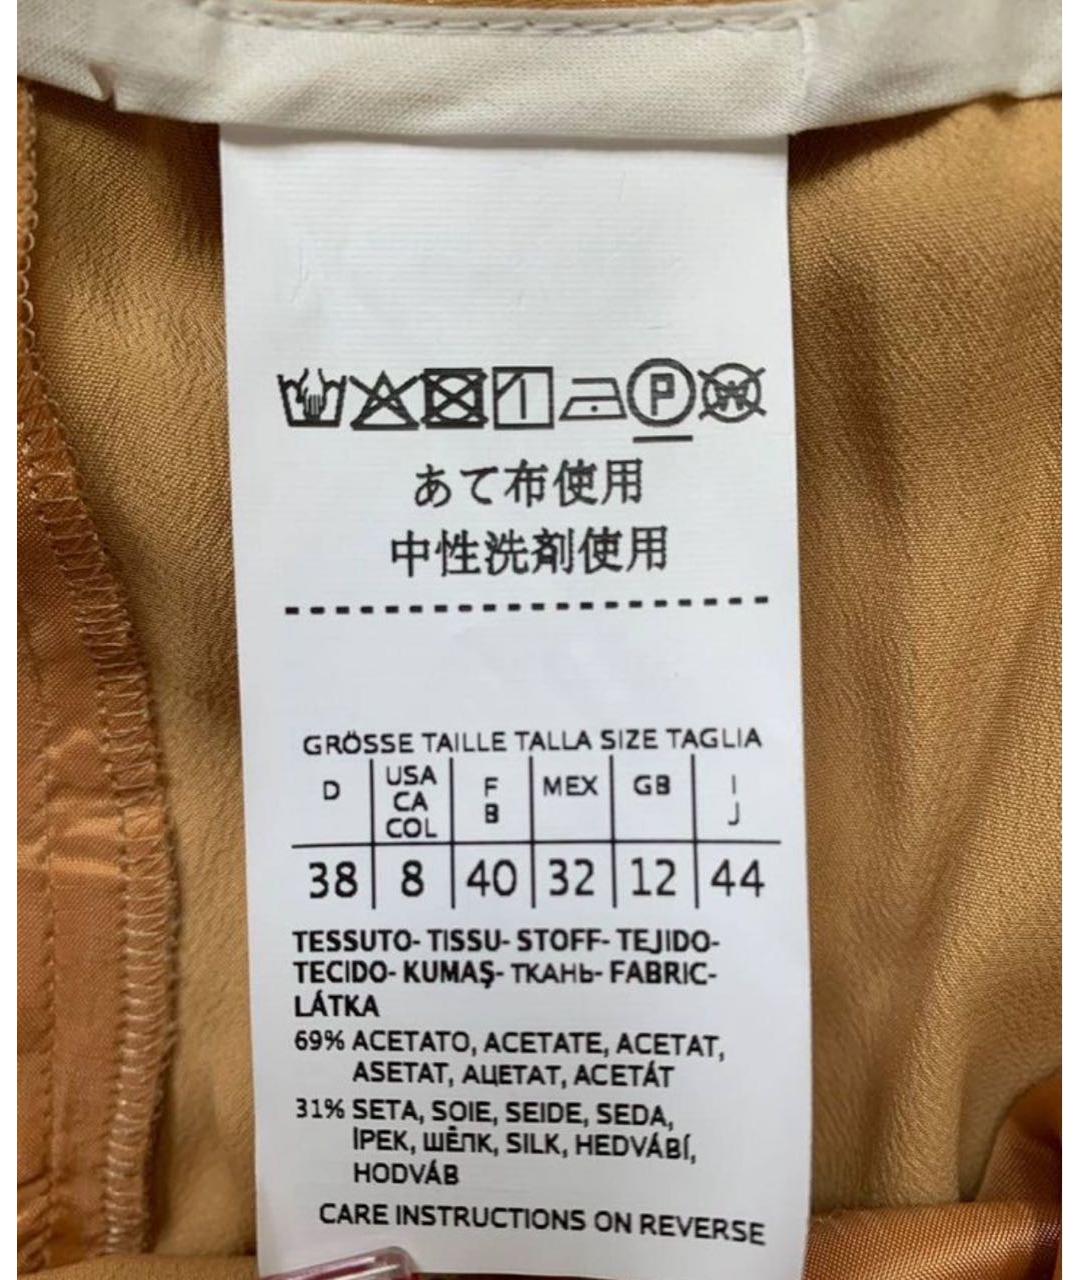 P W
あて布使用
中性洗剤使用
GRÖSSE TAILLE TALLA SIZE TAGLIA
D USA CA COL F B MEX GB I J
38 8 40 32 12 44
TESSUTO- TISSU- STOFF- TEJIDO-
TECIDO- KUMAŞ- ТКАНЬ- FABRIC-
LÁTKA
69% ACETATO, ACETATE, ACETAT,
ASETAT, АЦЕТАТ, ACETÁT
31% SETA, SOIE, SEIDE, SEDA,
İPEK, ШЁЛК, SILK, HEDVÁBÍ,
HODVÁB
CARE INSTRUCTIONS ON REVERSE